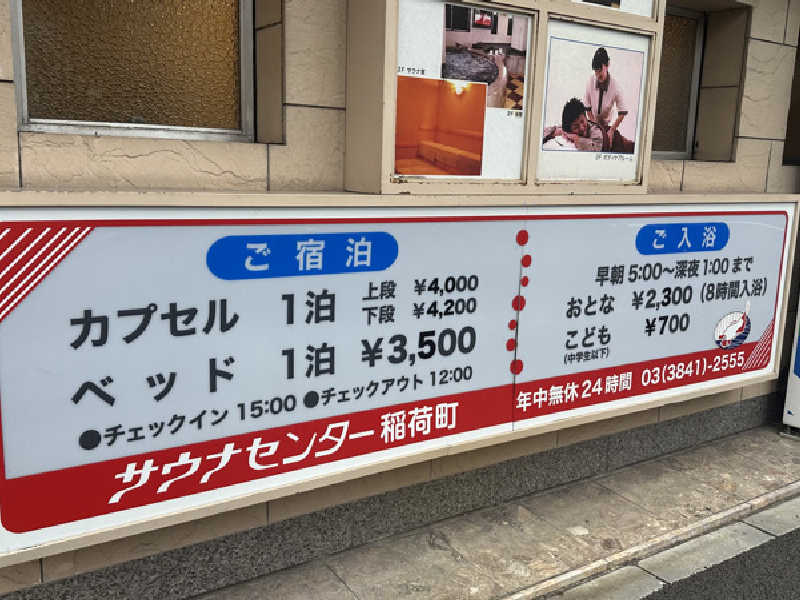 ご宿泊
カプセル 1泊 上段 ¥4,000
下段 ¥4,200
ベッド 1泊 ¥3,500
●チェックイン 15:00 ●チェックアウト 12:00
サウナセンター稲荷町
ご入浴
早朝5:00〜深夜1:00まで
おとな ¥2,300(8時間入浴)
こども ¥700
(中学生以下)
年中無休24時間 03(3841)-2555